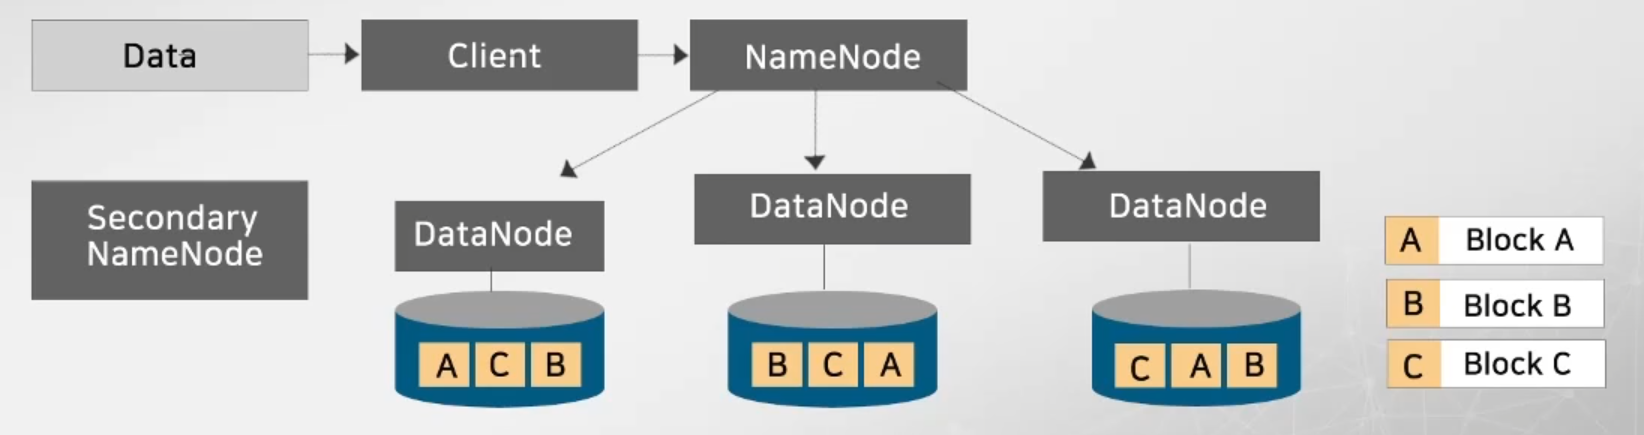 Data
Client
NameNode
Secondary
NameNode
DataNode
DataNode
DataNode
A C B
B C A
C A B
A Block A
B Block B
C Block C